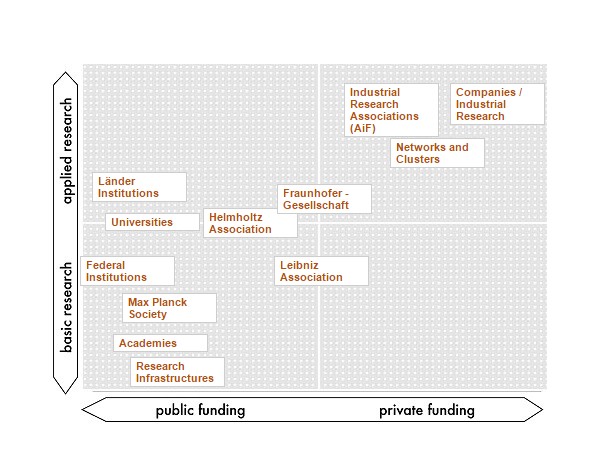 applied research
basic research
Industrial
Research
Associations
(AiF)
Companies /
Industrial
Research
Networks and
Clusters
Länder
Institutions
Fraunhofer -
Gesellschaft
Universities
Helmholtz
Association
Federal
Institutions
Leibniz
Association
Max Planck
Society
Academies
Research
Infrastructures
public funding
private funding